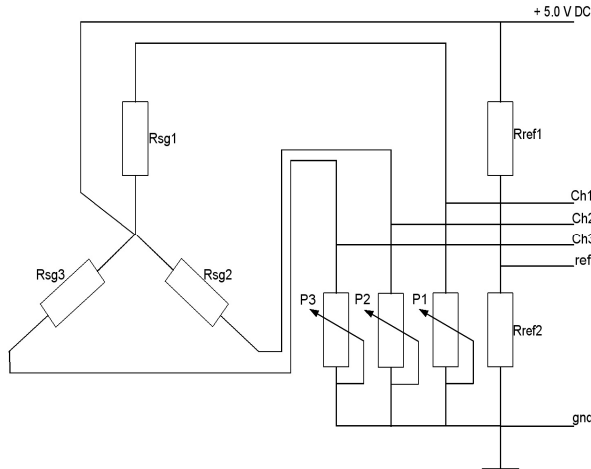 + 5.0 V DC
Rsg1
Rref1
Ch1
Ch2
Ch3
ref
Rsg3
Rsg2
P3
P2
P1
Rref2
gnd